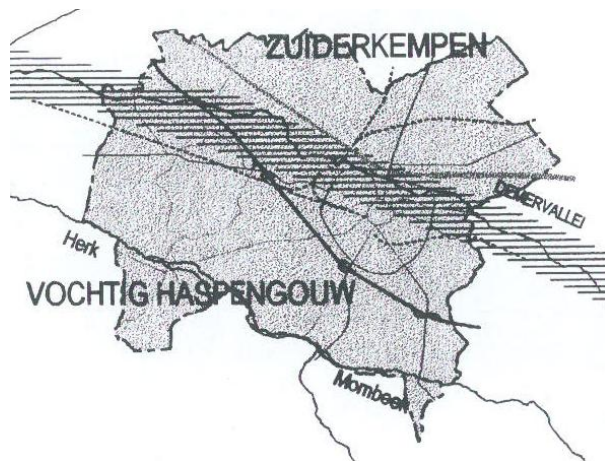 ZUIDERKEMPEN
DEMERVALLEI
Herk
VOCHTIG HASPENGOUW
Mombeek